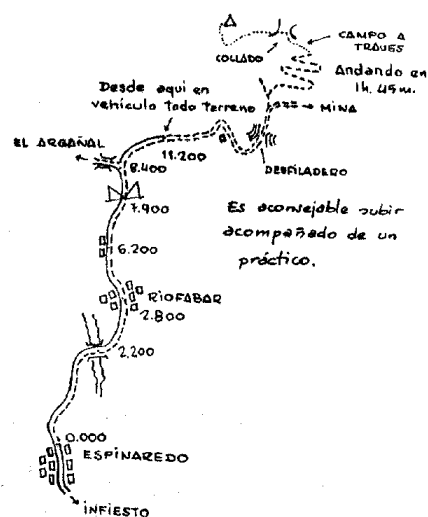 CAMPO A
TRAVES
COLLADO
Andando en
1h. 45m.
Desde aqui en
vehículo todo terreno
MINA
EL ARGAÑAL
8.400
11.200
DESFILADERO
7.900
Es aconsejable subir
acompañado de un
práctico.
6.200
RIOFABAR
2.800
2.200
0.000
ESPINAREDO
INFIESTO